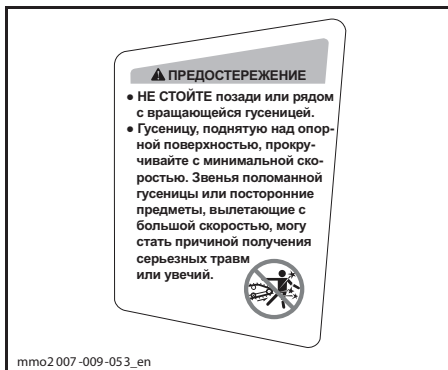 ⚠ ПРЕДОСТЕРЕЖЕНИЕ
● НЕ СТОЙТЕ позади или рядом
с вращающейся гусеницей.
● Гусеницу, поднятую над опор-
ной поверхностью, прокру-
чивайте с минимальной ско-
ростью. Звенья поломанной
гусеницы или посторонние
предметы, вылетающие с
большой скоростью, могу
стать причиной получения
серьезных травм
или увечий.
mmo2007-009-053_en